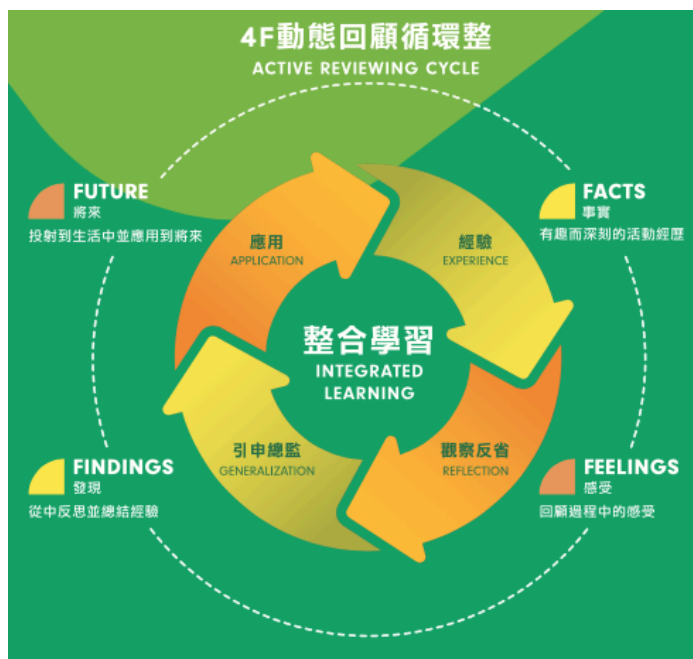 4F動態回顧循環整
ACTIVE REVIEWING CYCLE
FUTURE
將來
投射到生活中並應用到將來
FACTS
事實
有趣而深刻的活動經歷
應用
APPLICATION
經驗
EXPERIENCE
整合學習
INTEGRATED
LEARNING
引申總監
GENERALIZATION
觀察反省
REFLECTION
FINDINGS
發現
從中反思並總結經驗
FEELINGS
感受
回顧過程中的感受